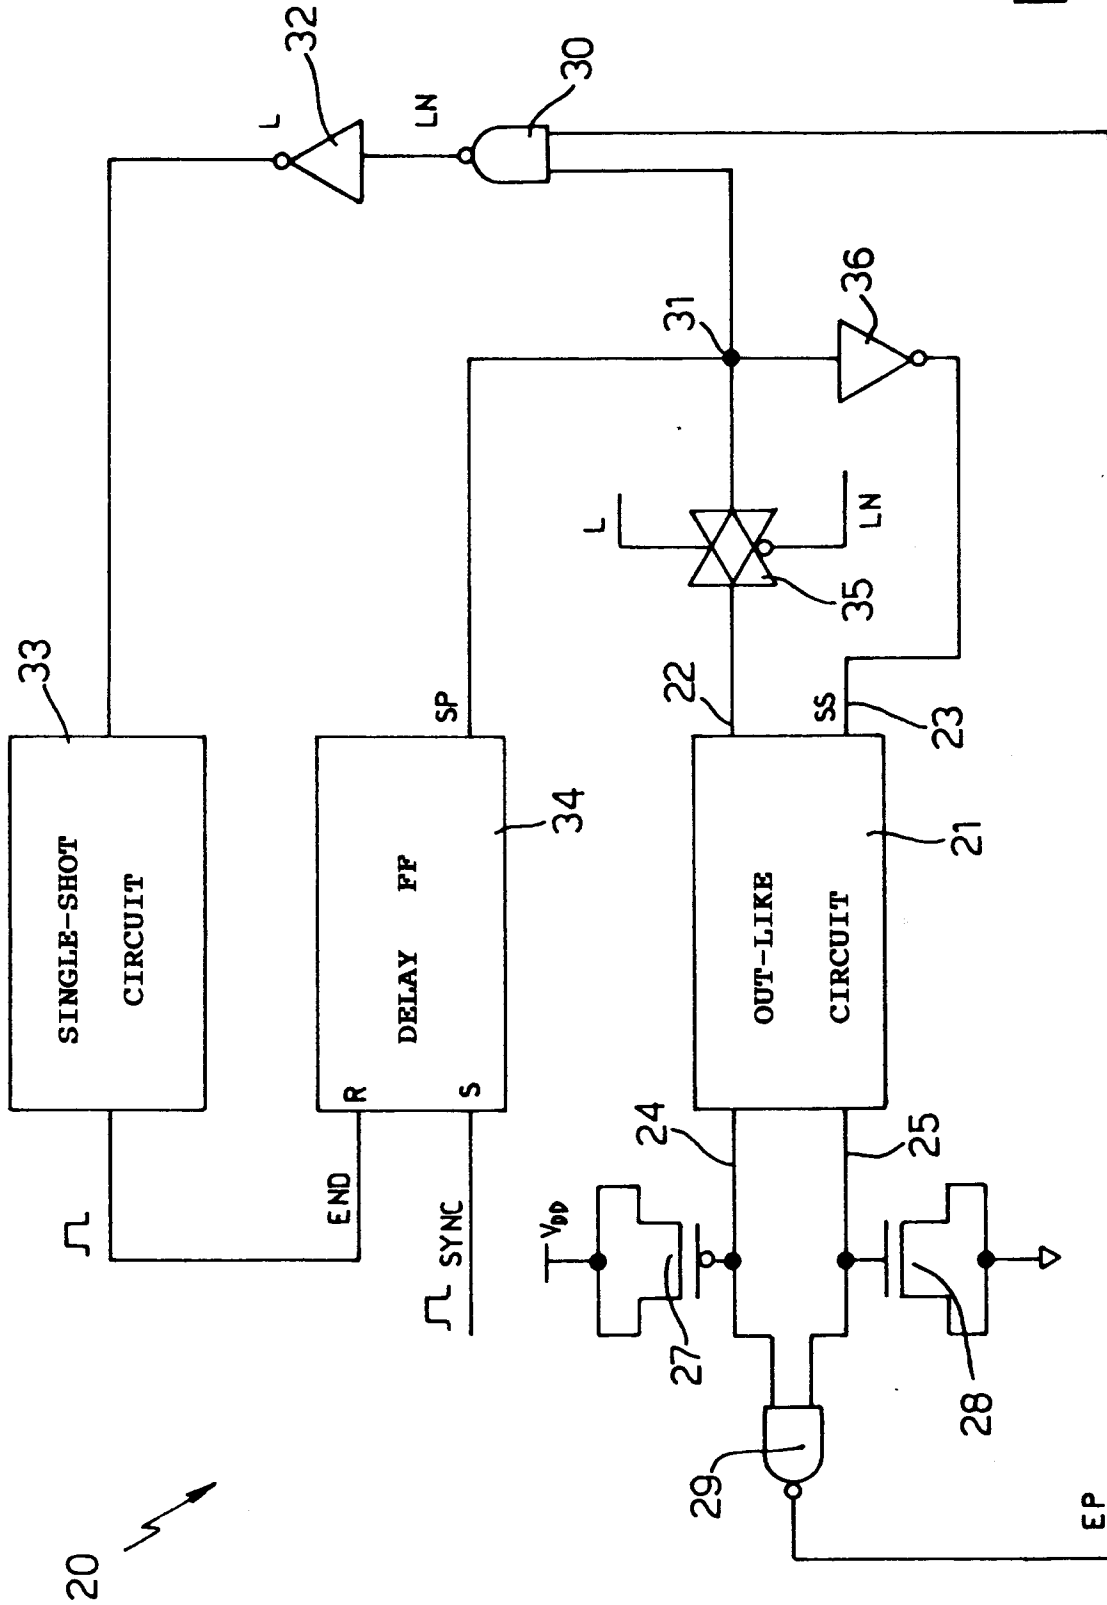 20
33
SINGLE-SHOT
CIRCUIT
L
32
LN
30
END
R
DELAY FF
S
SYNC
SP
34
31
36
VDD
27
24
22
L
35
LN
OUT-LIKE
CIRCUIT
21
SS
23
25
28
29
EP